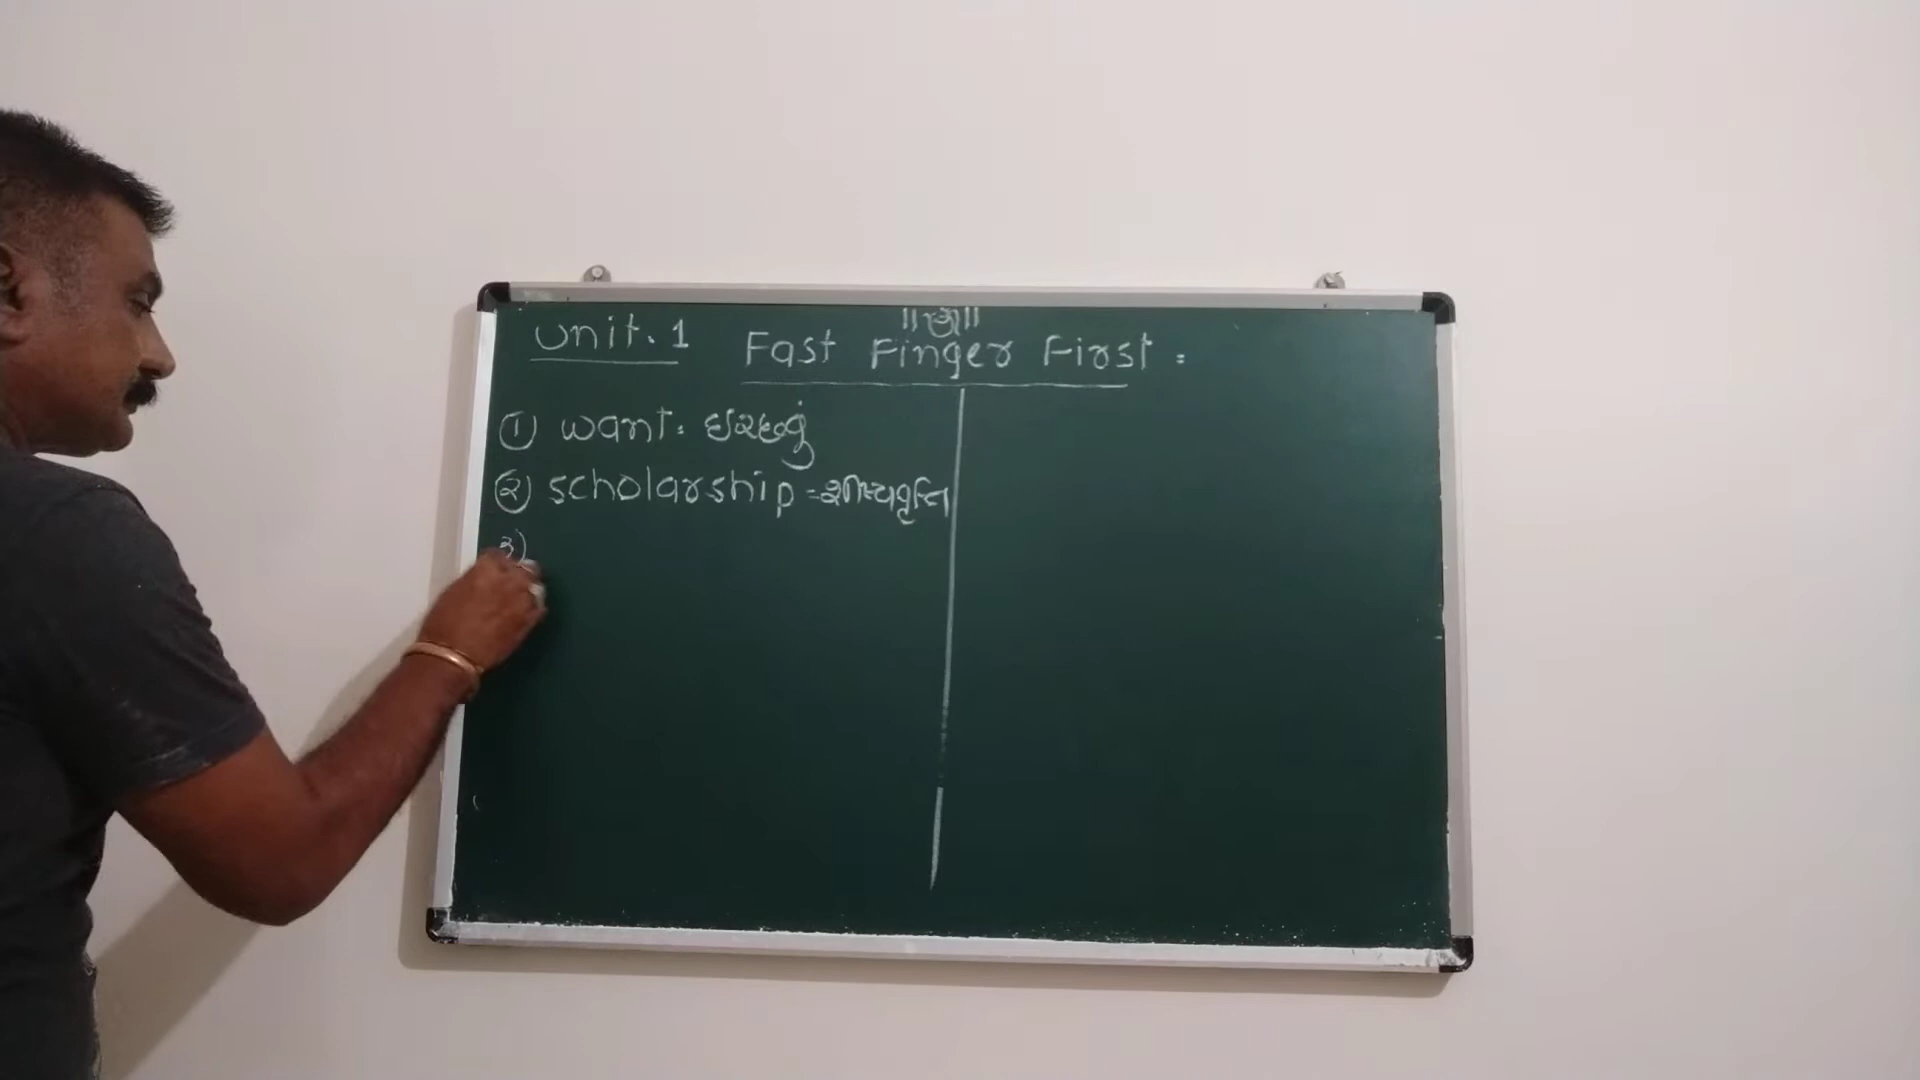 ॥ૐ॥
Unit. 1 Fast Finger First :
① want = ઇચ્છવું
② scholarship = શિષ્યવૃત્તિ
③